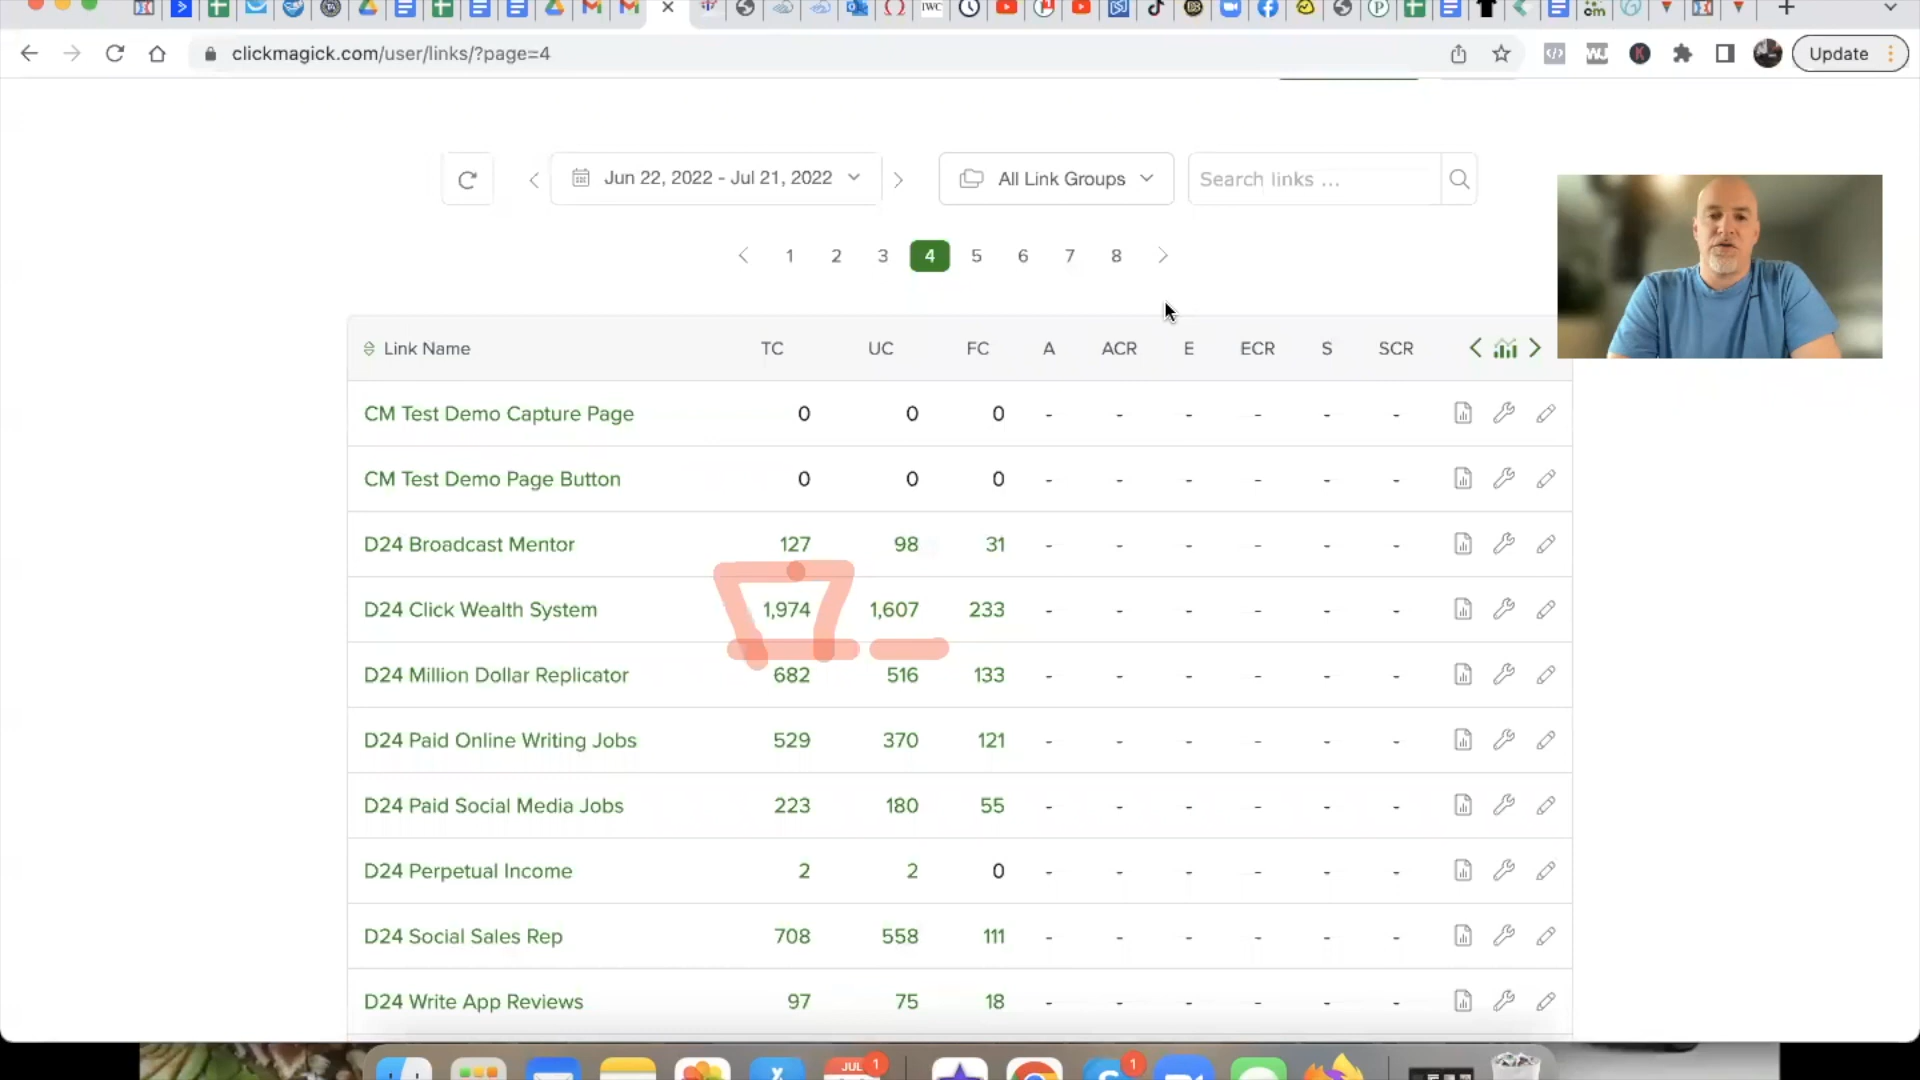 IWC
clickmagick.com/user/links/?page=4
Update
Jun 22, 2022 - Jul 21, 2022
All Link Groups
Search links ...
1 2 3 4 5 6 7 8
Link Name TC UC FC A ACR E ECR S SCR
CM Test Demo Capture Page 0 0 0 - - - - - -
CM Test Demo Page Button 0 0 0 - - - - - -
D24 Broadcast Mentor 127 98 31 - - - - - -
D24 Click Wealth System 1,974 1,607 233 - - - - - -
D24 Million Dollar Replicator 682 516 133 - - - - - -
D24 Paid Online Writing Jobs 529 370 121 - - - - - -
D24 Paid Social Media Jobs 223 180 55 - - - - - -
D24 Perpetual Income 2 2 0 - - - - - -
D24 Social Sales Rep 708 558 111 - - - - - -
D24 Write App Reviews 97 75 18 - - - - - -
JUL 1
1